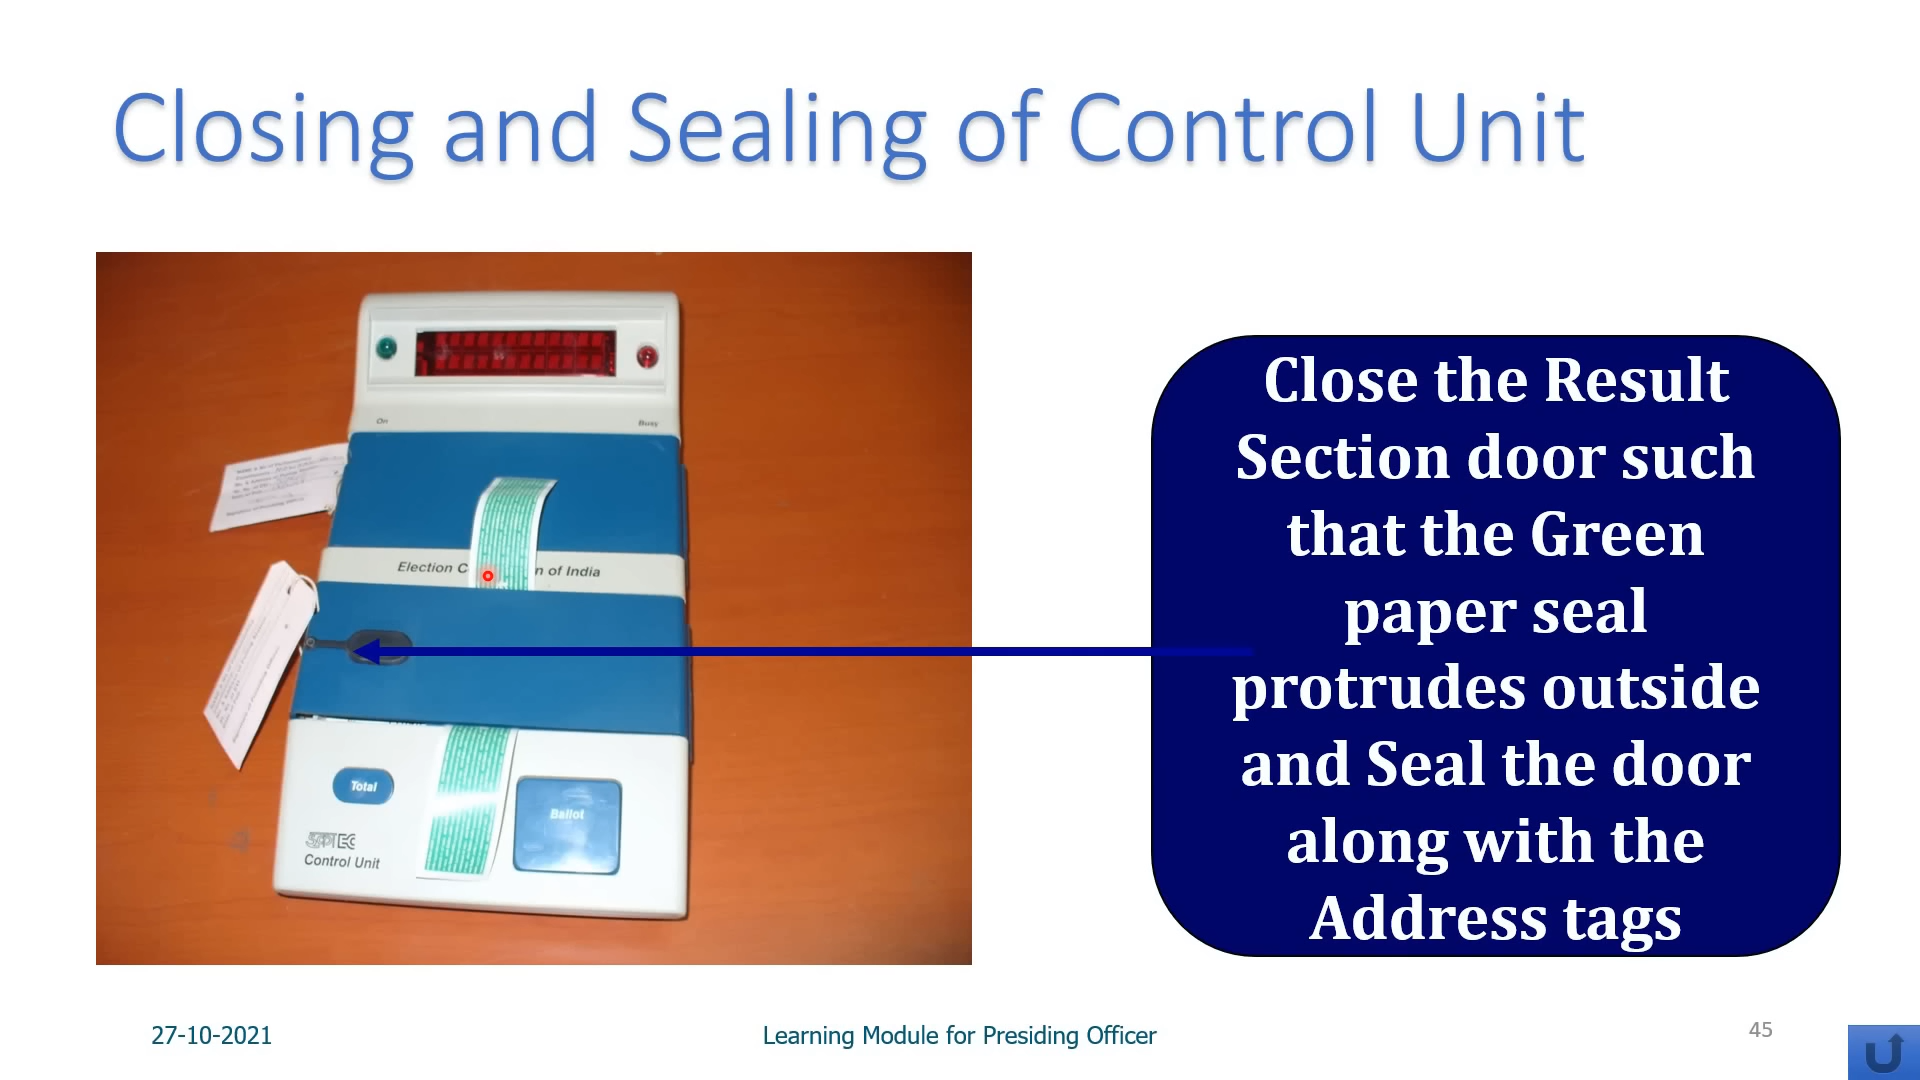 Closing and Sealing of Control Unit
On
Busy
Election C n of India
Total
Ballot
EC
Control Unit
Close the Result
Section door such
that the Green
paper seal
protrudes outside
and Seal the door
along with the
Address tags
27-10-2021
Learning Module for Presiding Officer
45